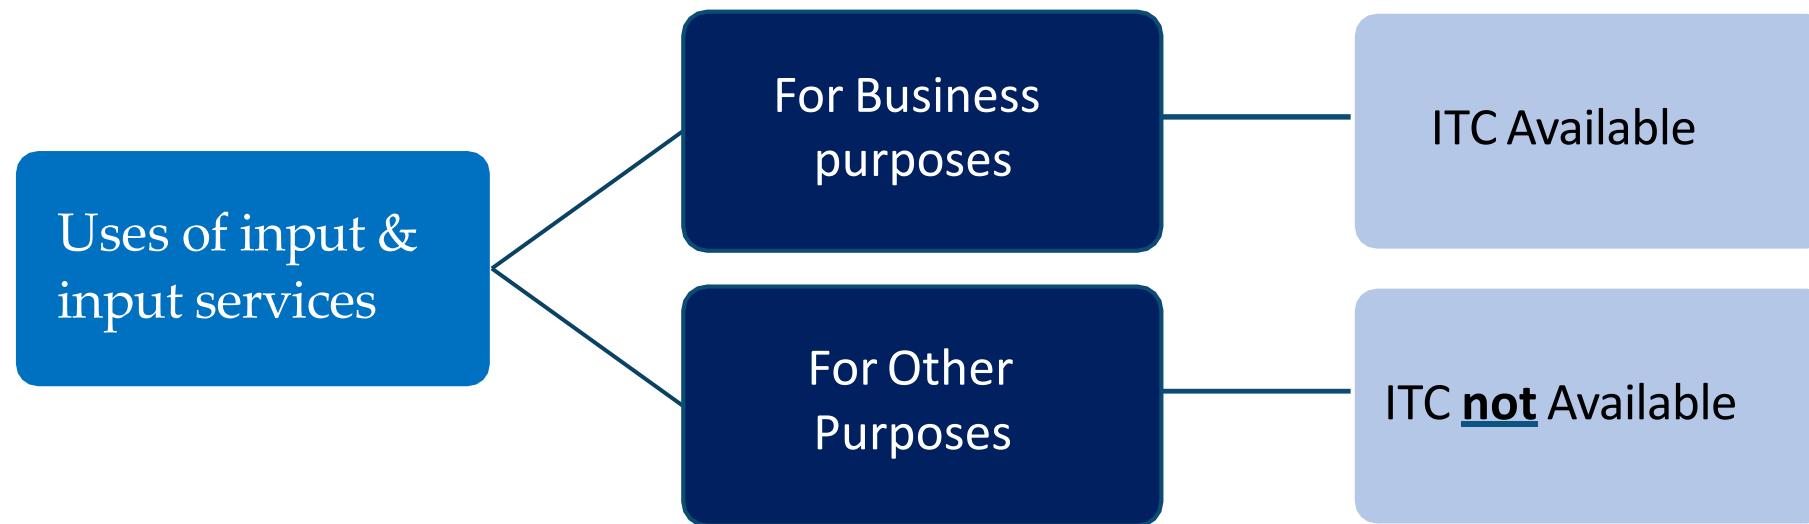 Uses of input &
input services
For Business
purposes
ITC Available
For Other
Purposes
ITC not Available